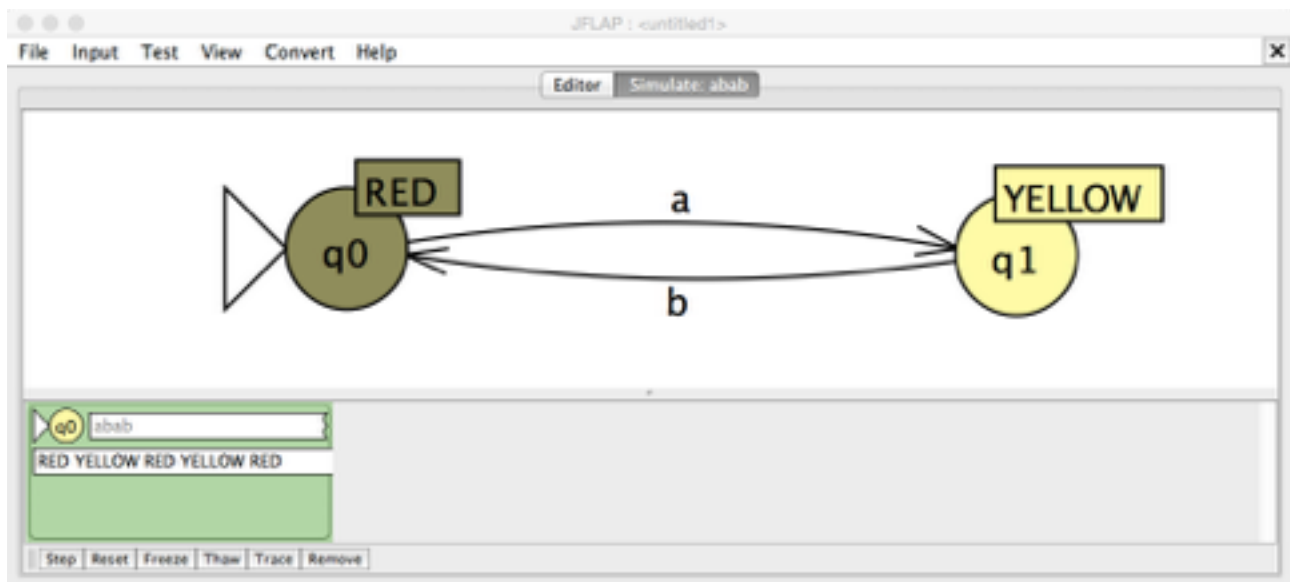 JFLAP : <untitled1>
File Input Test View Convert Help
Editor Simulate: abab
RED
YELLOW
a
q0
q1
b
q0 abab
RED YELLOW RED YELLOW RED
Step Reset Freeze Thaw Trace Remove